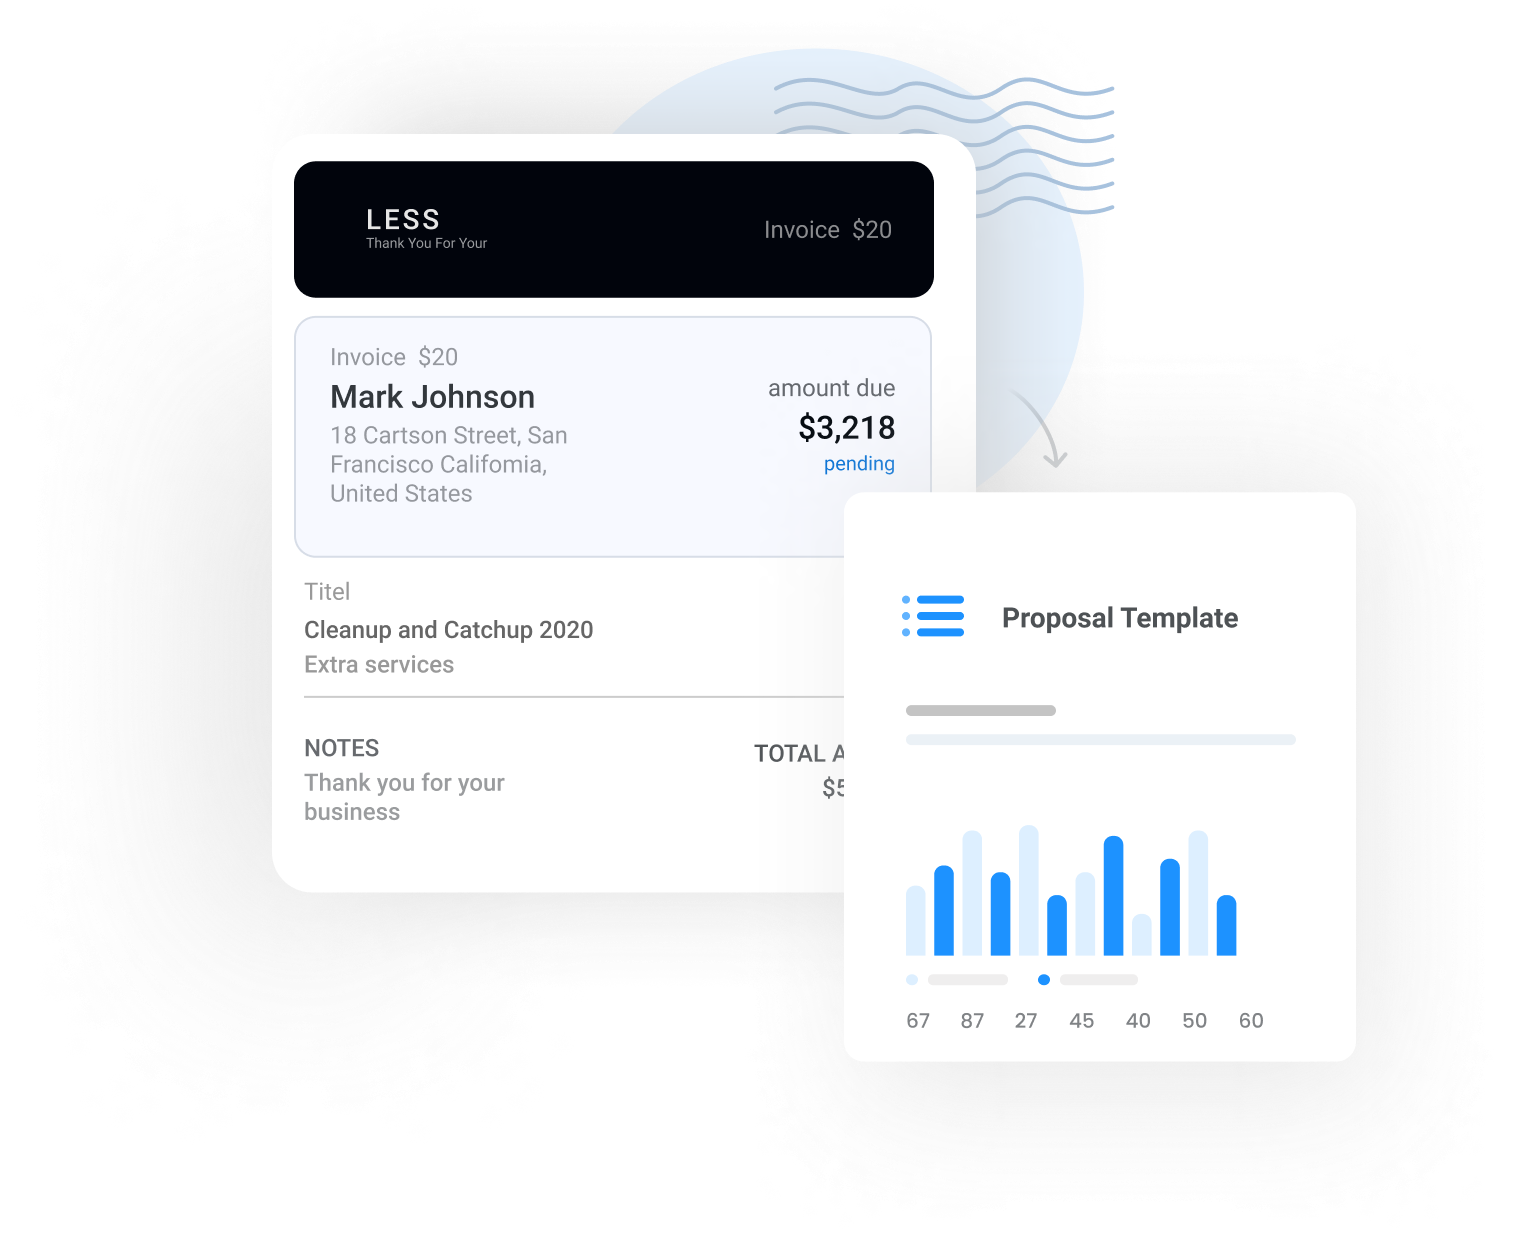 LESS
Thank You For Your
Invoice $20
Invoice $20
Mark Johnson
18 Cartson Street, San
Francisco Califomia,
United States
amount due
$3,218
pending
Titel
Cleanup and Catchup 2020
Extra services
NOTES
Thank you for your
business
TOTAL A
$5
Proposal Template
67 87 27 45 40 50 60